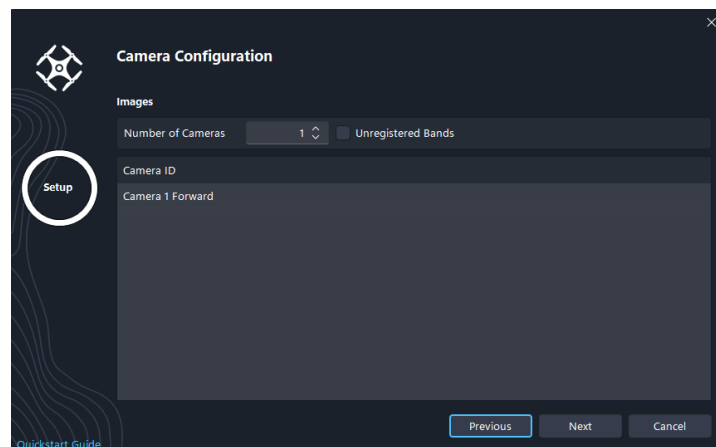 Camera Configuration
Images
Number of Cameras 1 Unregistered Bands
Camera ID
Setup
Camera 1 Forward
Previous Next Cancel
Quickstart Guide